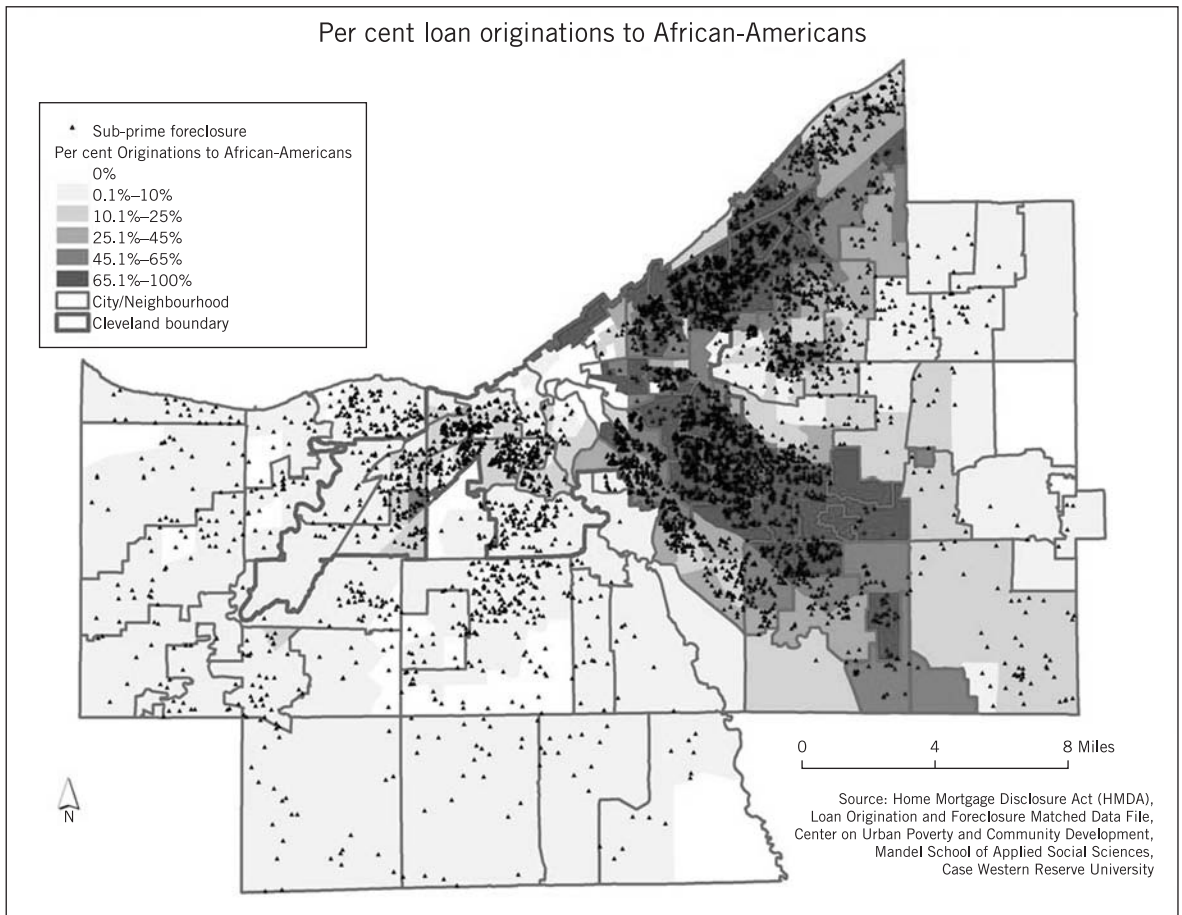 Per cent loan originations to African-Americans
Sub-prime foreclosure
Per cent Originations to African-Americans
0%
0.1%–10%
10.1%–25%
25.1%–45%
45.1%–65%
65.1%–100%
City/Neighbourhood
Cleveland boundary
0 4 8 Miles
N
Source: Home Mortgage Disclosure Act (HMDA),
Loan Origination and Foreclosure Matched Data File,
Center on Urban Poverty and Community Development,
Mandel School of Applied Social Sciences,
Case Western Reserve University